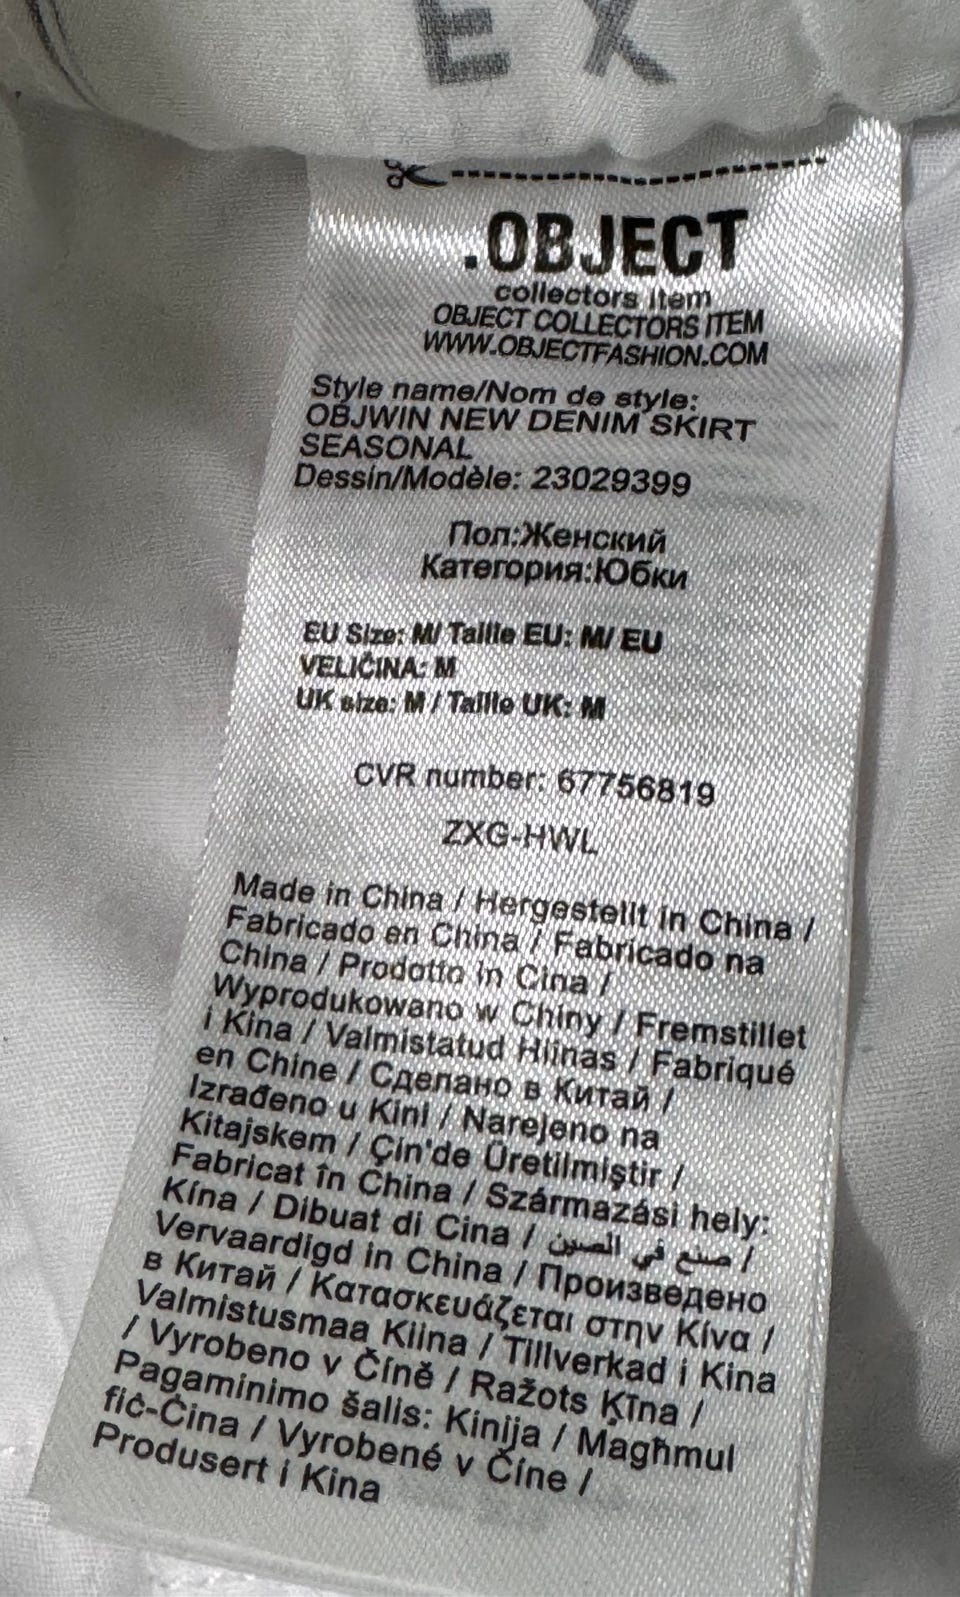 EX
.OBJECT
collectors item
OBJECT COLLECTORS ITEM
WWW.OBJECTFASHION.COM
Style name/Nom de style:
OBJWIN NEW DENIM SKIRT
SEASONAL
Dessin/Modèle: 23029399
Пол:Женский
Категория:Юбки
EU Size: M/ Taille EU: M/ EU
VELIČINA: M
UK size: M / Taille UK: M
CVR number: 67756819
ZXG-HWL
Made in China / Hergestellt in China /
Fabricado en China / Fabricado na
China / Prodotto in Cina /
Wyprodukowano w Chiny / Fremstillet
i Kina / Valmistatud Hiinas / Fabriqué
en Chine / Сделано в Китай /
Izrađeno u Kini / Narejeno na
Kitajskem / Çin'de Üretilmiştir /
Fabricat în China / Származási hely:
Kína / Dibuat di Cina / صنع في الصين /
Vervaardigd in China / Произведено
в Китай / Κατασκευάζεται στην Κίνα /
Valmistusmaa Kiina / Tillverkad i Kina
/ Vyrobeno v Číně / Ražots Ķīna /
Pagaminimo šalis: Kinija / Magħmul
fiċ-Ċina / Vyrobené v Číne /
Produsert i Kina